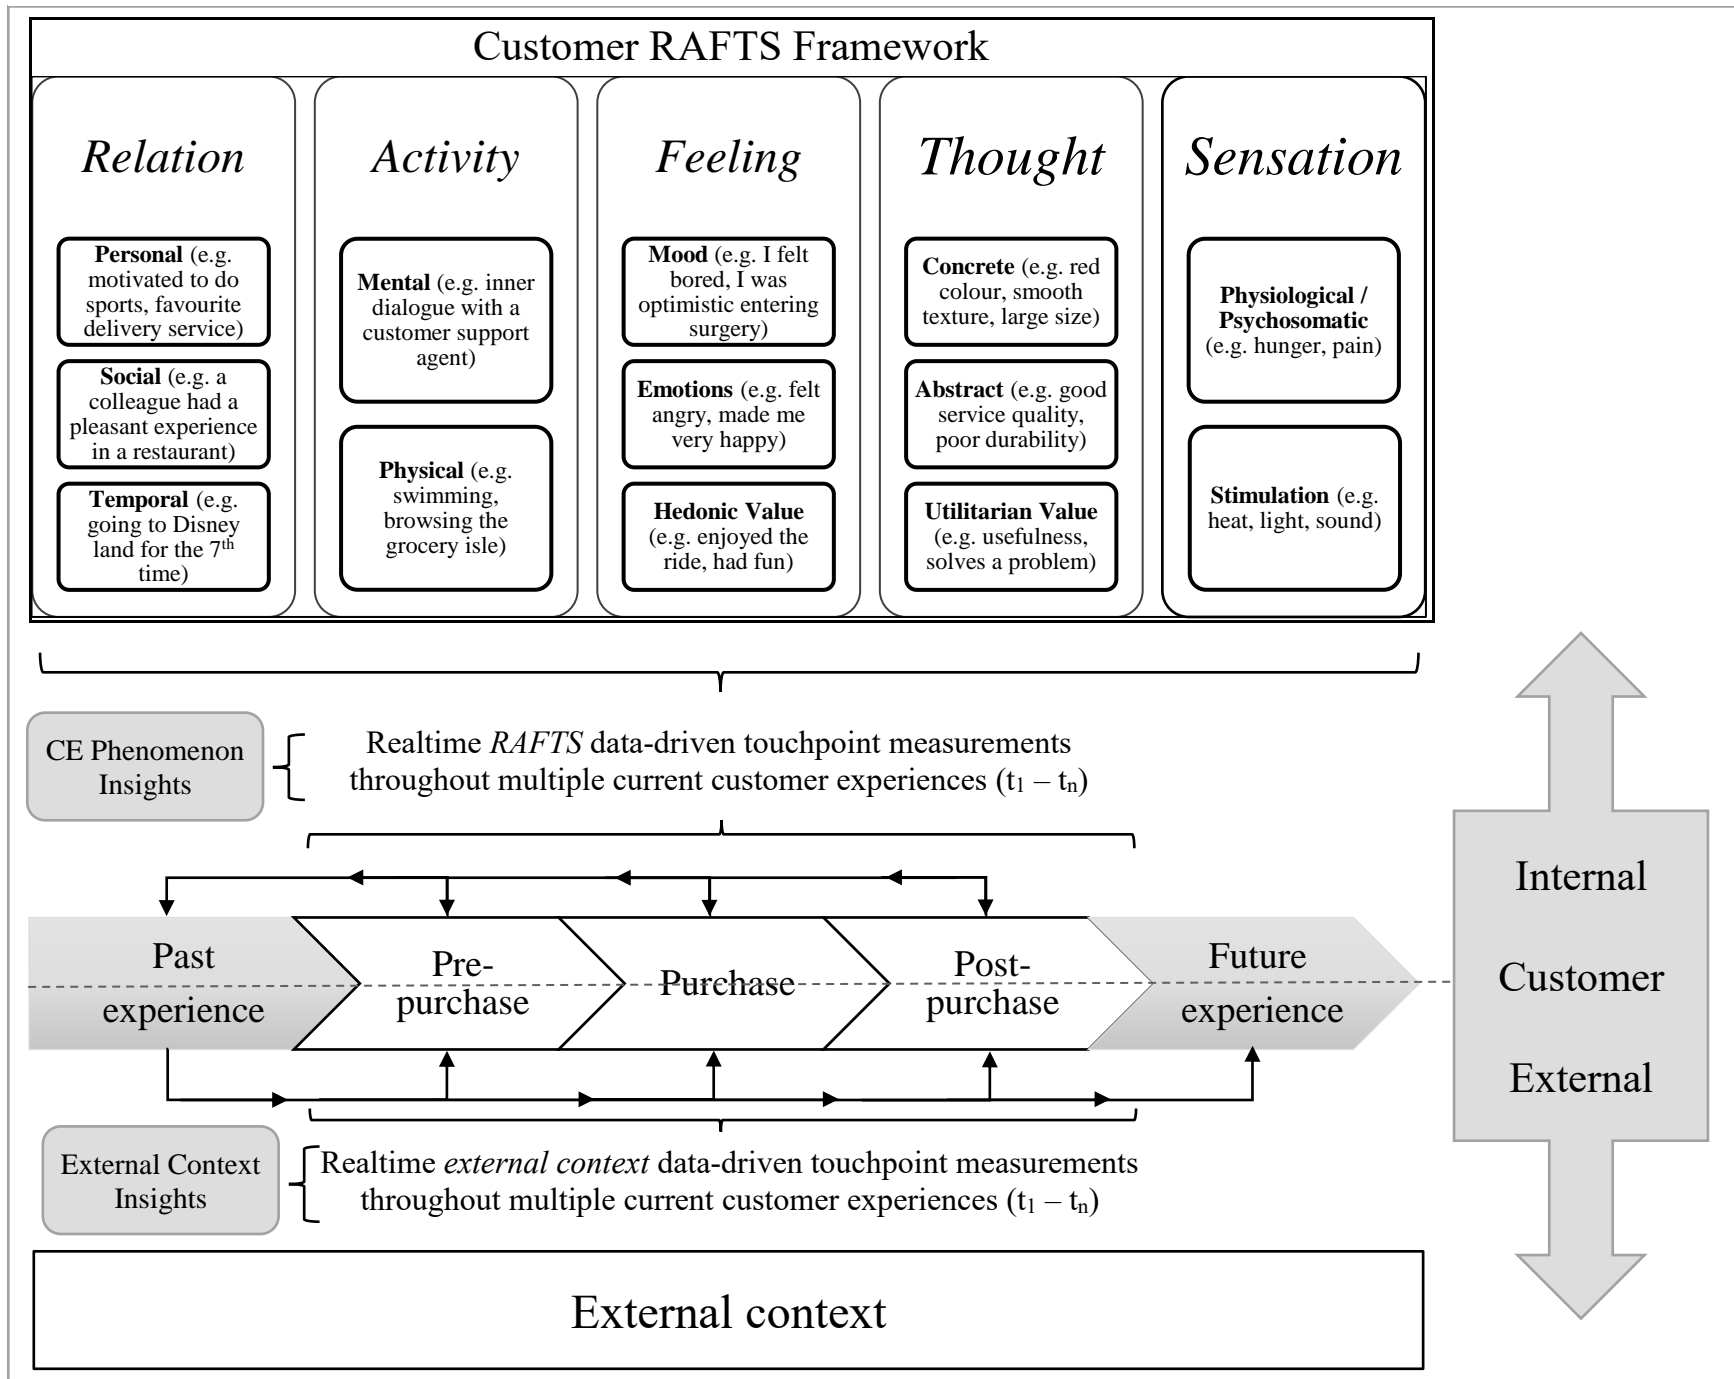 Customer RAFTS Framework
Relation
Personal (e.g.
motivated to do
sports, favourite
delivery service)
Social (e.g. a
colleague had a
pleasant experience
in a restaurant)
Temporal (e.g.
going to Disney
land for the 7th
time)
Activity
Mental (e.g. inner
dialogue with a
customer support
agent)
Physical (e.g.
swimming,
browsing the
grocery isle)
Feeling
Mood (e.g. I felt
bored, I was
optimistic entering
surgery)
Emotions (e.g. felt
angry, made me
very happy)
Hedonic Value
(e.g. enjoyed the
ride, had fun)
Thought
Concrete (e.g. red
colour, smooth
texture, large size)
Abstract (e.g. good
service quality,
poor durability)
Utilitarian Value
(e.g. usefulness,
solves a problem)
Sensation
Physiological /
Psychosomatic
(e.g. hunger, pain)
Stimulation (e.g.
heat, light, sound)
CE Phenomenon
Insights
Realtime RAFTS data-driven touchpoint measurements
throughout multiple current customer experiences (t1 – tn)
Past
experience
Pre-
purchase
Purchase
Post-
purchase
Future
experience
Internal
Customer
External
External Context
Insights
Realtime external context data-driven touchpoint measurements
throughout multiple current customer experiences (t1 – tn)
External context